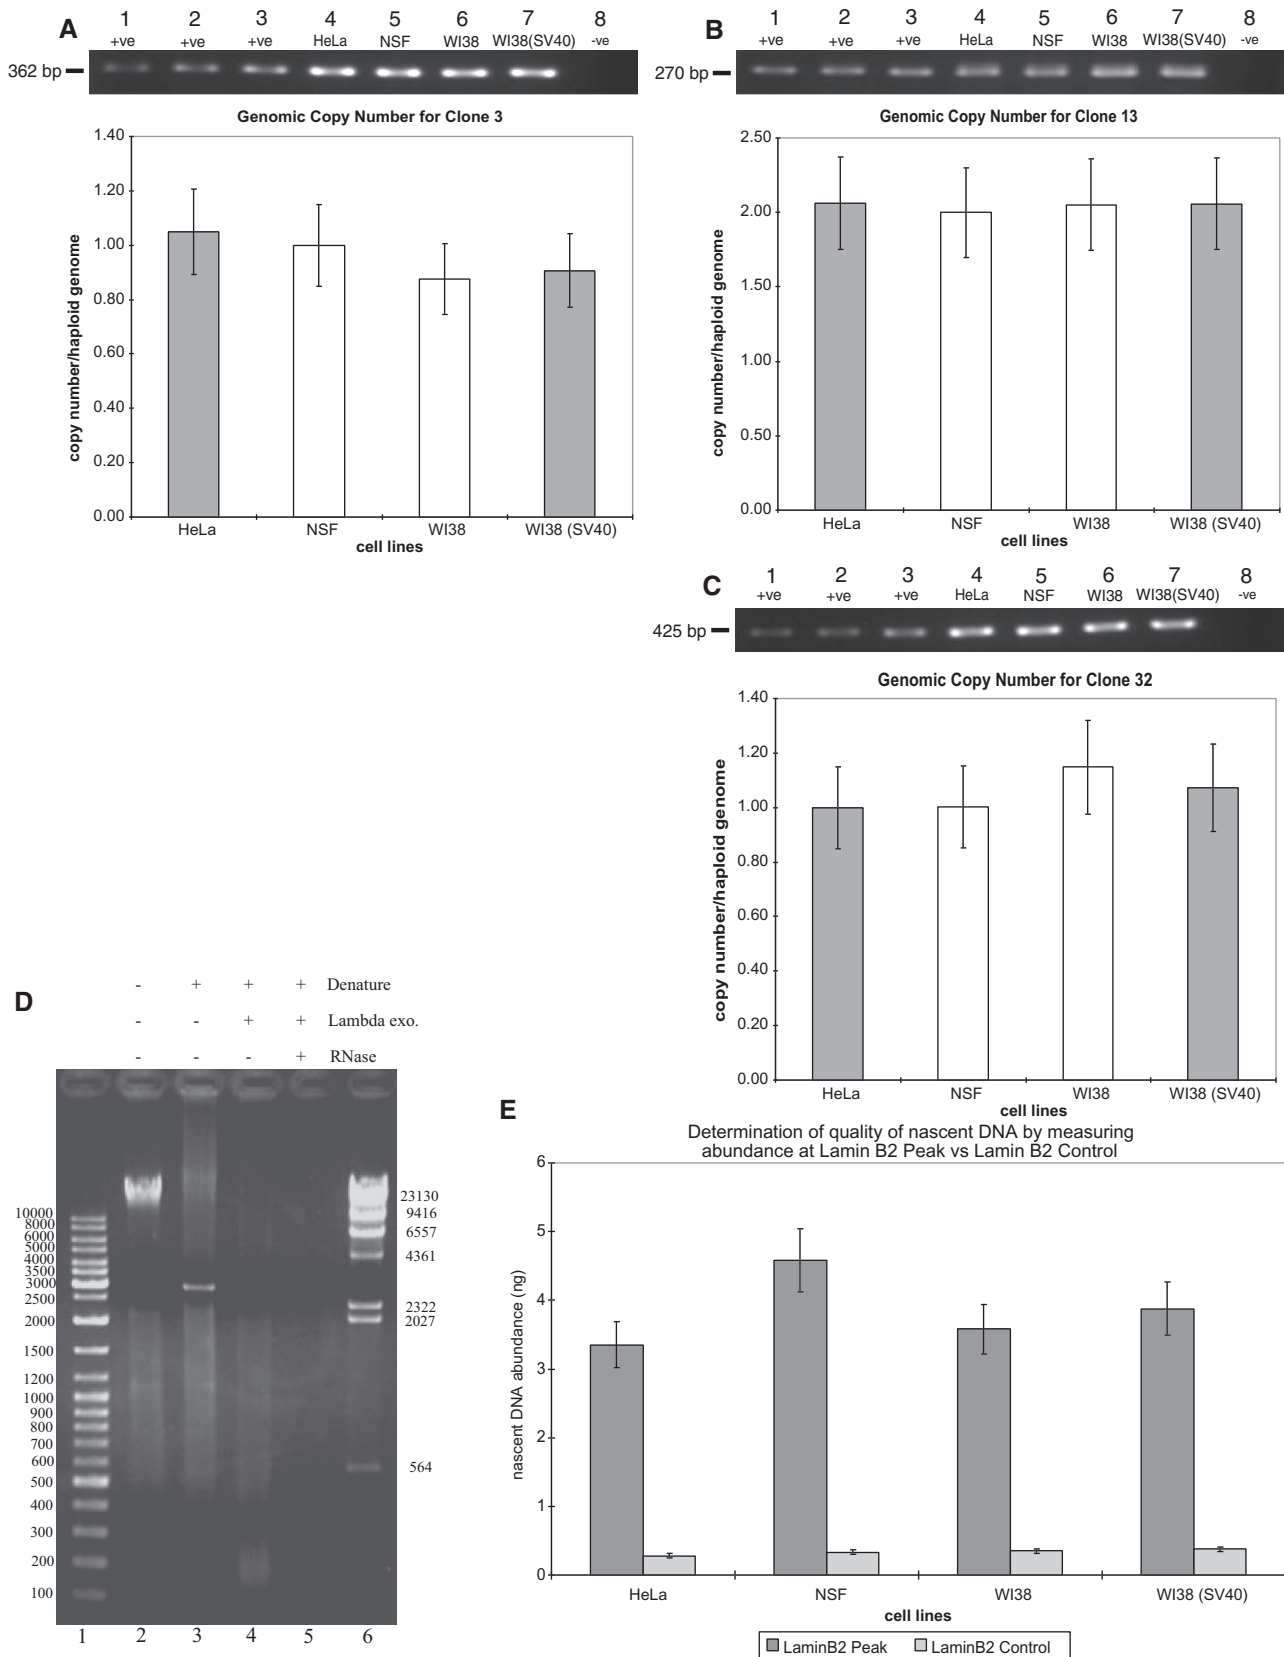 A
1 2 3 4 5 6 7 8
+ve +ve +ve HeLa NSF WI38 WI38(SV40) -ve
362 bp
Genomic Copy Number for Clone 3
copy number/haploid genome
1.40
1.20
1.00
0.80
0.60
0.40
0.20
0.00
HeLa NSF WI38 WI38 (SV40)
cell lines
B
1 2 3 4 5 6 7 8
+ve +ve +ve HeLa NSF WI38 WI38(SV40) -ve
270 bp
Genomic Copy Number for Clone 13
copy number/haploid genome
2.50
2.00
1.50
1.00
0.50
0.00
HeLa NSF WI38 WI38 (SV40)
cell lines
C
1 2 3 4 5 6 7 8
+ve +ve +ve HeLa NSF WI38 WI38(SV40) -ve
425 bp
Genomic Copy Number for Clone 32
copy number/haploid genome
1.40
1.20
1.00
0.80
0.60
0.40
0.20
0.00
HeLa NSF WI38 WI38 (SV40)
cell lines
D
- + + + Denature
- - + + Lambda exo.
- - - + RNase
10000
8000
6000
5000
4000
3500
3000
2500
2000
1500
1200
1000
900
800
700
600
500
400
300
200
100
23130
9416
6557
4361
2322
2027
564
1 2 3 4 5 6
E
Determination of quality of nascent DNA by measuring
abundance at Lamin B2 Peak vs Lamin B2 Control
nascent DNA abundance (ng)
6
5
4
3
2
1
0
HeLa NSF WI38 WI38 (SV40)
cell lines
LaminB2 Peak LaminB2 Control